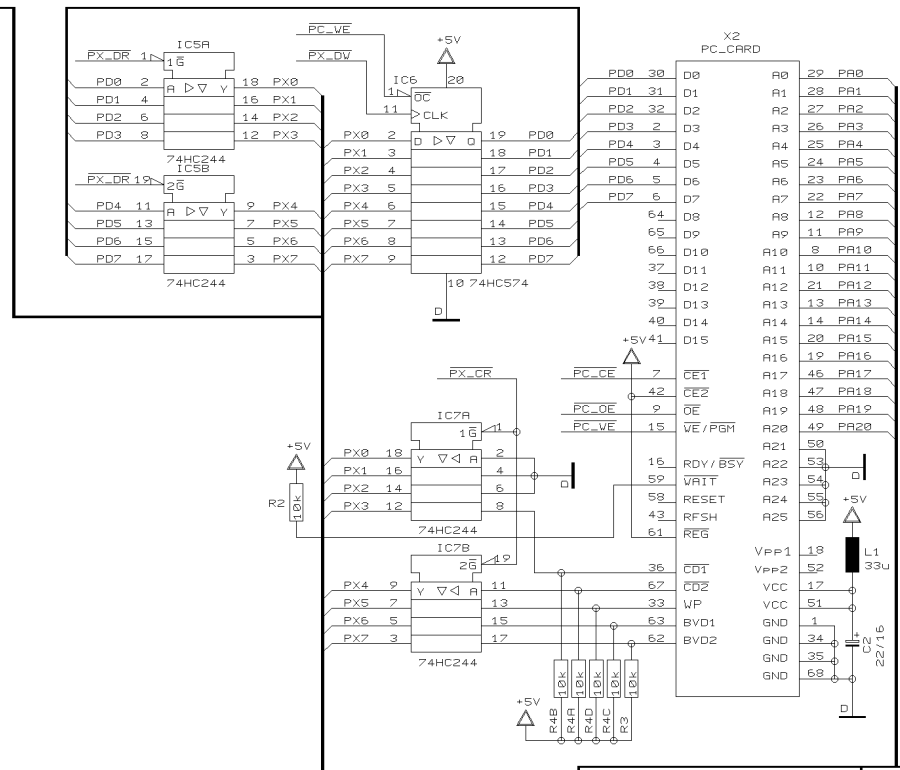 IC5A
PX_DR 1 1G
PD0 2 A ▷▽ Y 18 PX0
PD1 4 16 PX1
PD2 6 14 PX2
PD3 8 12 PX3
74HC244
IC5B
PX_DR 19 2G
PD4 11 A ▷▽ Y 9 PX4
PD5 13 7 PX5
PD6 15 5 PX6
PD7 17 3 PX7
74HC244
PC_WE
PX_DW
+5V
IC6 20
1 OC
11 CLK
PX0 2 D ▷▽ Q 19 PD0
PX1 3 18 PD1
PX2 4 17 PD2
PX3 5 16 PD3
PX4 6 15 PD4
PX5 7 14 PD5
PX6 8 13 PD6
PX7 9 12 PD7
10 74HC574
D
X2
PC_CARD
PD0 30 D0 A0 29 PA0
PD1 31 D1 A1 28 PA1
PD2 32 D2 A2 27 PA2
PD3 2 D3 A3 26 PA3
PD4 3 D4 A4 25 PA4
PD5 4 D5 A5 24 PA5
PD6 5 D6 A6 23 PA6
PD7 6 D7 A7 22 PA7
64 D8 A8 12 PA8
65 D9 A9 11 PA9
66 D10 A10 8 PA10
37 D11 A11 10 PA11
38 D12 A12 21 PA12
39 D13 A13 13 PA13
40 D14 A14 14 PA14
+5V 41 D15 A15 20 PA15
A16 19 PA16
PC_CE 7 CE1 A17 46 PA17
42 CE2 A18 47 PA18
PC_OE 9 OE A19 48 PA19
PC_WE 15 WE/PGM A20 49 PA20
A21 50
16 RDY/BSY A22 53
59 WAIT A23 54
D
58 RESET A24 55
43 RFSH A25 56
61 REG
Vpp1 18
36 CD1 Vpp2 52
67 CD2 VCC 17
33 WP VCC 51
63 BVD1 GND 1
62 BVD2 GND 34
GND 35
GND 68
+5V
L1
33u
+
C2
22/16
D
PX_CR
IC7A
1G 1
PX0 18 Y ▽◁ A 2
PX1 16 4
PX2 14 6
PX3 12 8
74HC244
D
+5V
R2
10k
IC7B
2G 19
PX4 9 Y ▽◁ A 11
PX5 7 13
PX6 5 15
PX7 3 17
74HC244
10k 10k 10k 10k 10k
+5V
R4B R4A R4D R4C R3